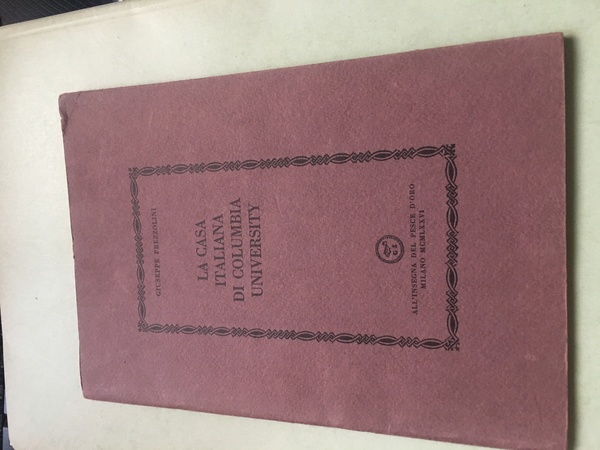 GIUSEPPE PREZZOLINI
LA CASA
ITALIANA
DI COLUMBIA
UNIVERSITY
ALL'INSEGNA DEL PESCE D'ORO
MILANO MCMLXXVI